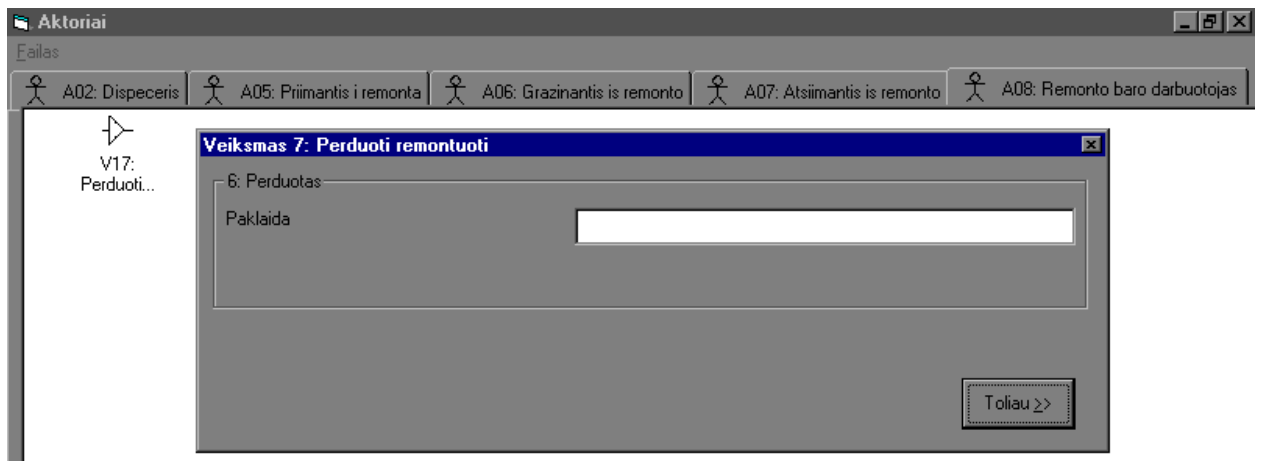 Aktoriai
Failas
A02: Dispeceris
A05: Priimantis i remonta
A06: Grazinantis is remonto
A07: Atsiimantis is remonto
A08: Remonto baro darbuotojas
V17:
Perduoti...
Veiksmas 7: Perduoti remontuoti
6: Perduotas
Paklaida
Toliau >>